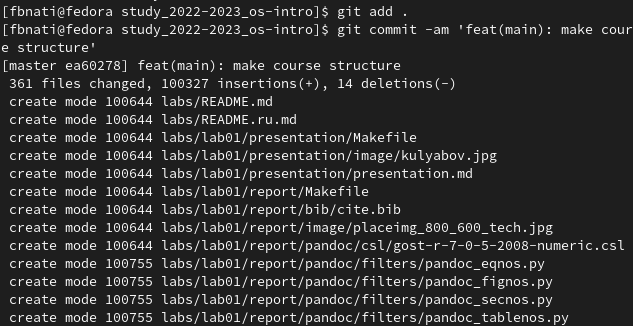 [fbnati@fedora study_2022-2023_os-intro]$ git add .
[fbnati@fedora study_2022-2023_os-intro]$ git commit -am 'feat(main): make cour
e structure'
[master ea60278] feat(main): make course structure
 361 files changed, 100327 insertions(+), 14 deletions(-)
 create mode 100644 labs/README.md
 create mode 100644 labs/README.ru.md
 create mode 100644 labs/lab01/presentation/Makefile
 create mode 100644 labs/lab01/presentation/image/kulyabov.jpg
 create mode 100644 labs/lab01/presentation/presentation.md
 create mode 100644 labs/lab01/report/Makefile
 create mode 100644 labs/lab01/report/bib/cite.bib
 create mode 100644 labs/lab01/report/image/placeimg_800_600_tech.jpg
 create mode 100644 labs/lab01/report/pandoc/csl/gost-r-7-0-5-2008-numeric.csl
 create mode 100755 labs/lab01/report/pandoc/filters/pandoc_eqnos.py
 create mode 100755 labs/lab01/report/pandoc/filters/pandoc_fignos.py
 create mode 100755 labs/lab01/report/pandoc/filters/pandoc_secnos.py
 create mode 100755 labs/lab01/report/pandoc/filters/pandoc_tablenos.py